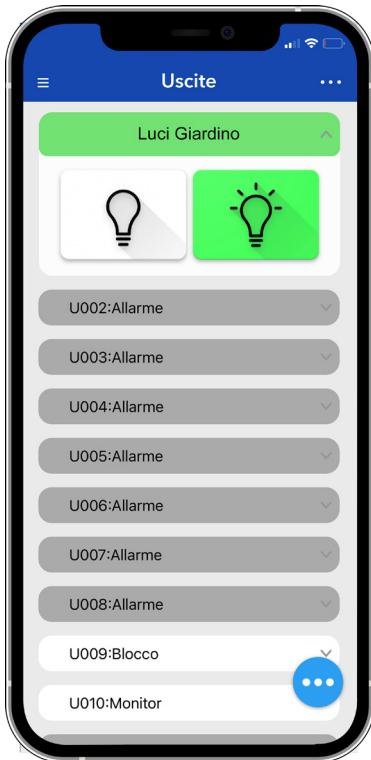 Uscite
Luci Giardino
U002:Allarme
U003:Allarme
U004:Allarme
U005:Allarme
U006:Allarme
U007:Allarme
U008:Allarme
U009:Blocco
U010:Monitor